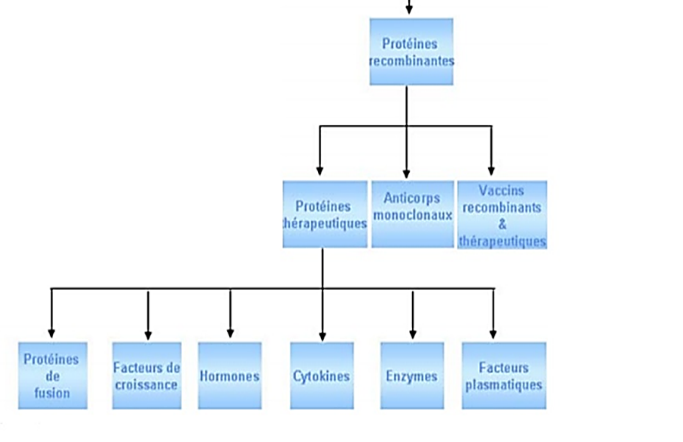 Protéines
recombinantes
Protéines
thérapeutiques
Anticorps
monoclonaux
Vaccins
recombinants
&
thérapeutiques
Protéines
de
fusion
Facteurs de
croissance
Hormones
Cytokines
Enzymes
Facteurs
plasmatiques